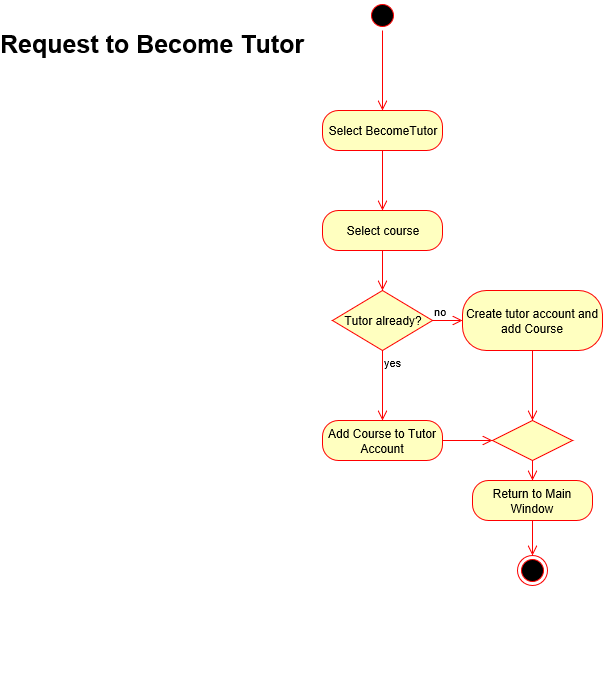 Request to Become Tutor
Select BecomeTutor
Select course
Tutor already?
no
Create tutor account and
add Course
yes
Add Course to Tutor
Account
Return to Main
Window